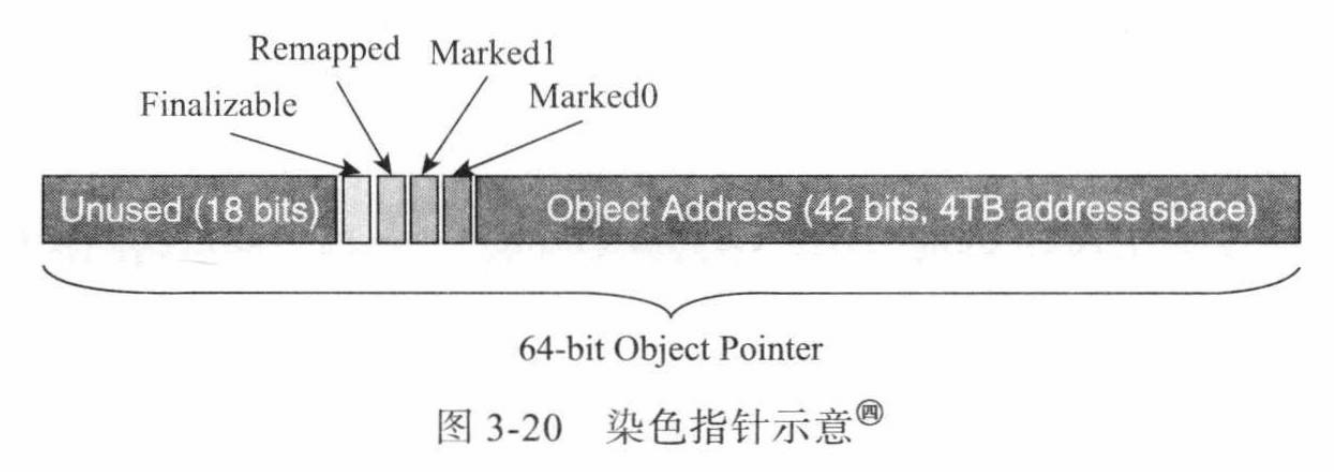 Remapped Marked1
Finalizable Marked0
Unused (18 bits) Object Address (42 bits, 4TB address space)
64-bit Object Pointer
图 3-20 染色指针示意㊃